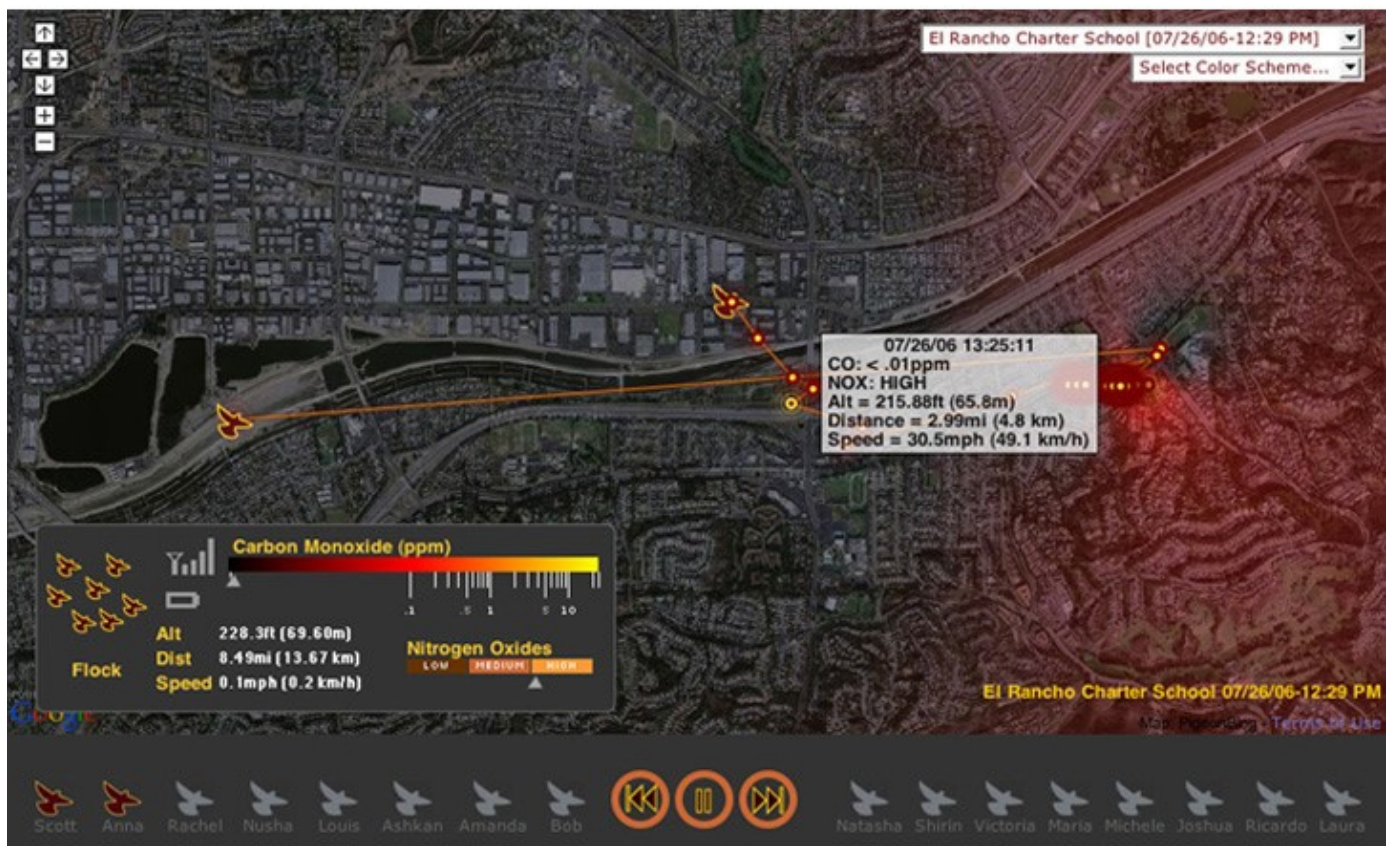 El Rancho Charter School [07/26/06-12:29 PM]
Select Color Scheme...
07/26/06 13:25:11
CO: < .01ppm
NOX: HIGH
Alt = 215.88ft (65.8m)
Distance = 2.99mi (4.8 km)
Speed = 30.5mph (49.1 km/h)
Carbon Monoxide (ppm)
.1 .5 1 5 10
Alt 228.3ft (69.60m)
Dist 8.49mi (13.67 km)
Speed 0.1mph (0.2 km/h)
Flock
Nitrogen Oxides
LOW MEDIUM HIGH
El Rancho Charter School 07/26/06-12:29 PM
Google
Map: Terms of Use
Scott Anna Rachel Nusha Louis Ashkan Amanda Bob Natasha Shirin Victoria Maria Michele Joshua Ricardo Laura